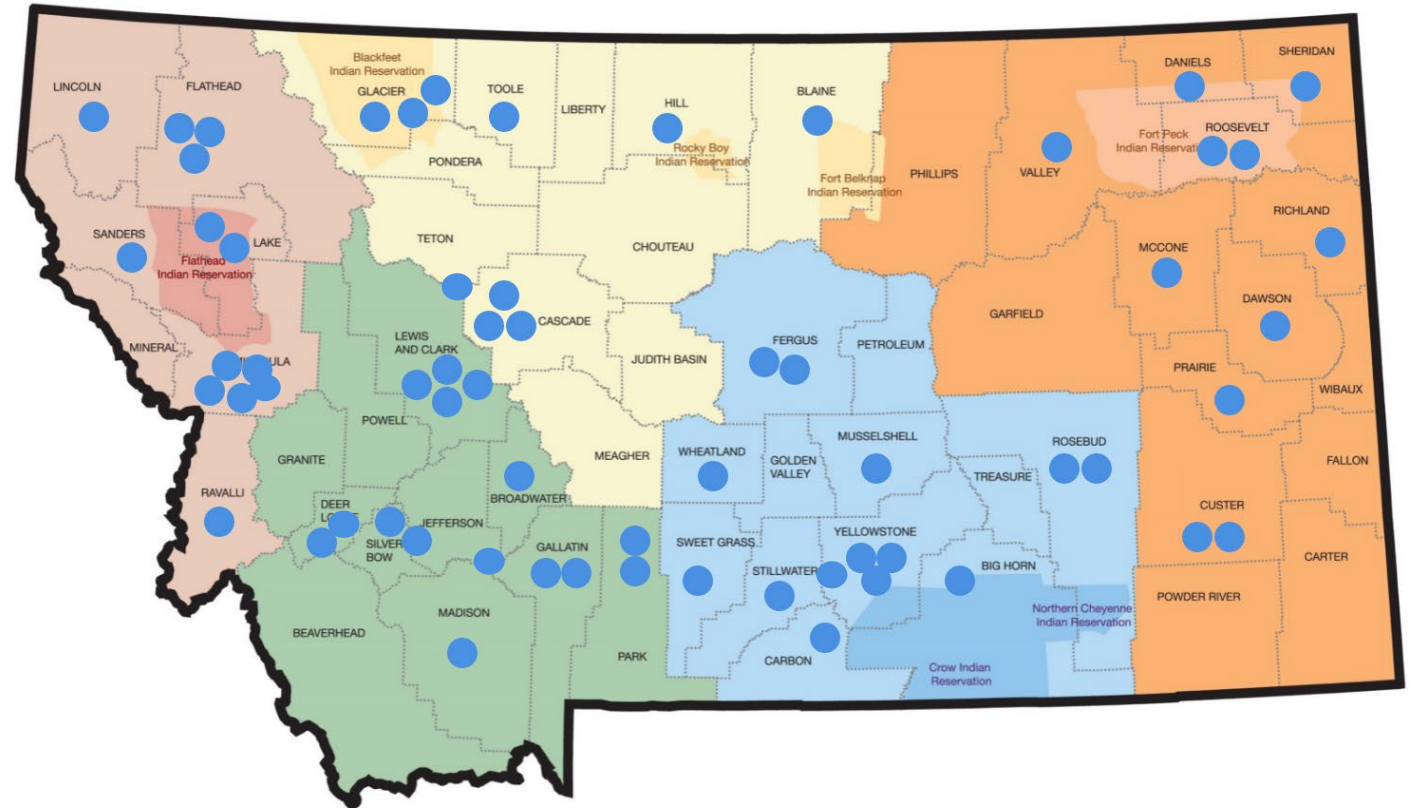 SHERIDAN
Blackfeet
Indian Reservation
DANIELS
LINCOLN
FLATHEAD
GLACIER
TOOLE
LIBERTY
HILL
BLAINE
ROOSEVELT
Fort Peck
Rocky Boy
Indian Reservation
PONDERA
PHILLIPS
VALLEY
Fort Belknap
Indian Reservation
RICHLAND
SANDERS
LAKE
TETON
CHOUTEAU
MCCONE
Flathead
Indian Reservation
DAWSON
GARFIELD
CASCADE
LEWIS
AND CLARK
FERGUS
PETROLEUM
MINERAL
JUDITH BASIN
PRAIRIE
WIBAUX
POWELL
MUSSELSHELL
ROSEBUD
GRANITE
MEAGHER
WHEATLAND
GOLDEN
VALLEY
FALLON
TREASURE
RAVALLI
BROADWATER
DEER
CUSTER
JEFFERSON
SILVER
BOW
GALLATIN
SWEET GRASS
YELLOWSTONE
STILLWATER
BIG HORN
CARTER
POWDER RIVER
MADISON
Northern Cheyenne
Indian Reservation
BEAVERHEAD
PARK
CARBON
Crow Indian
Reservation